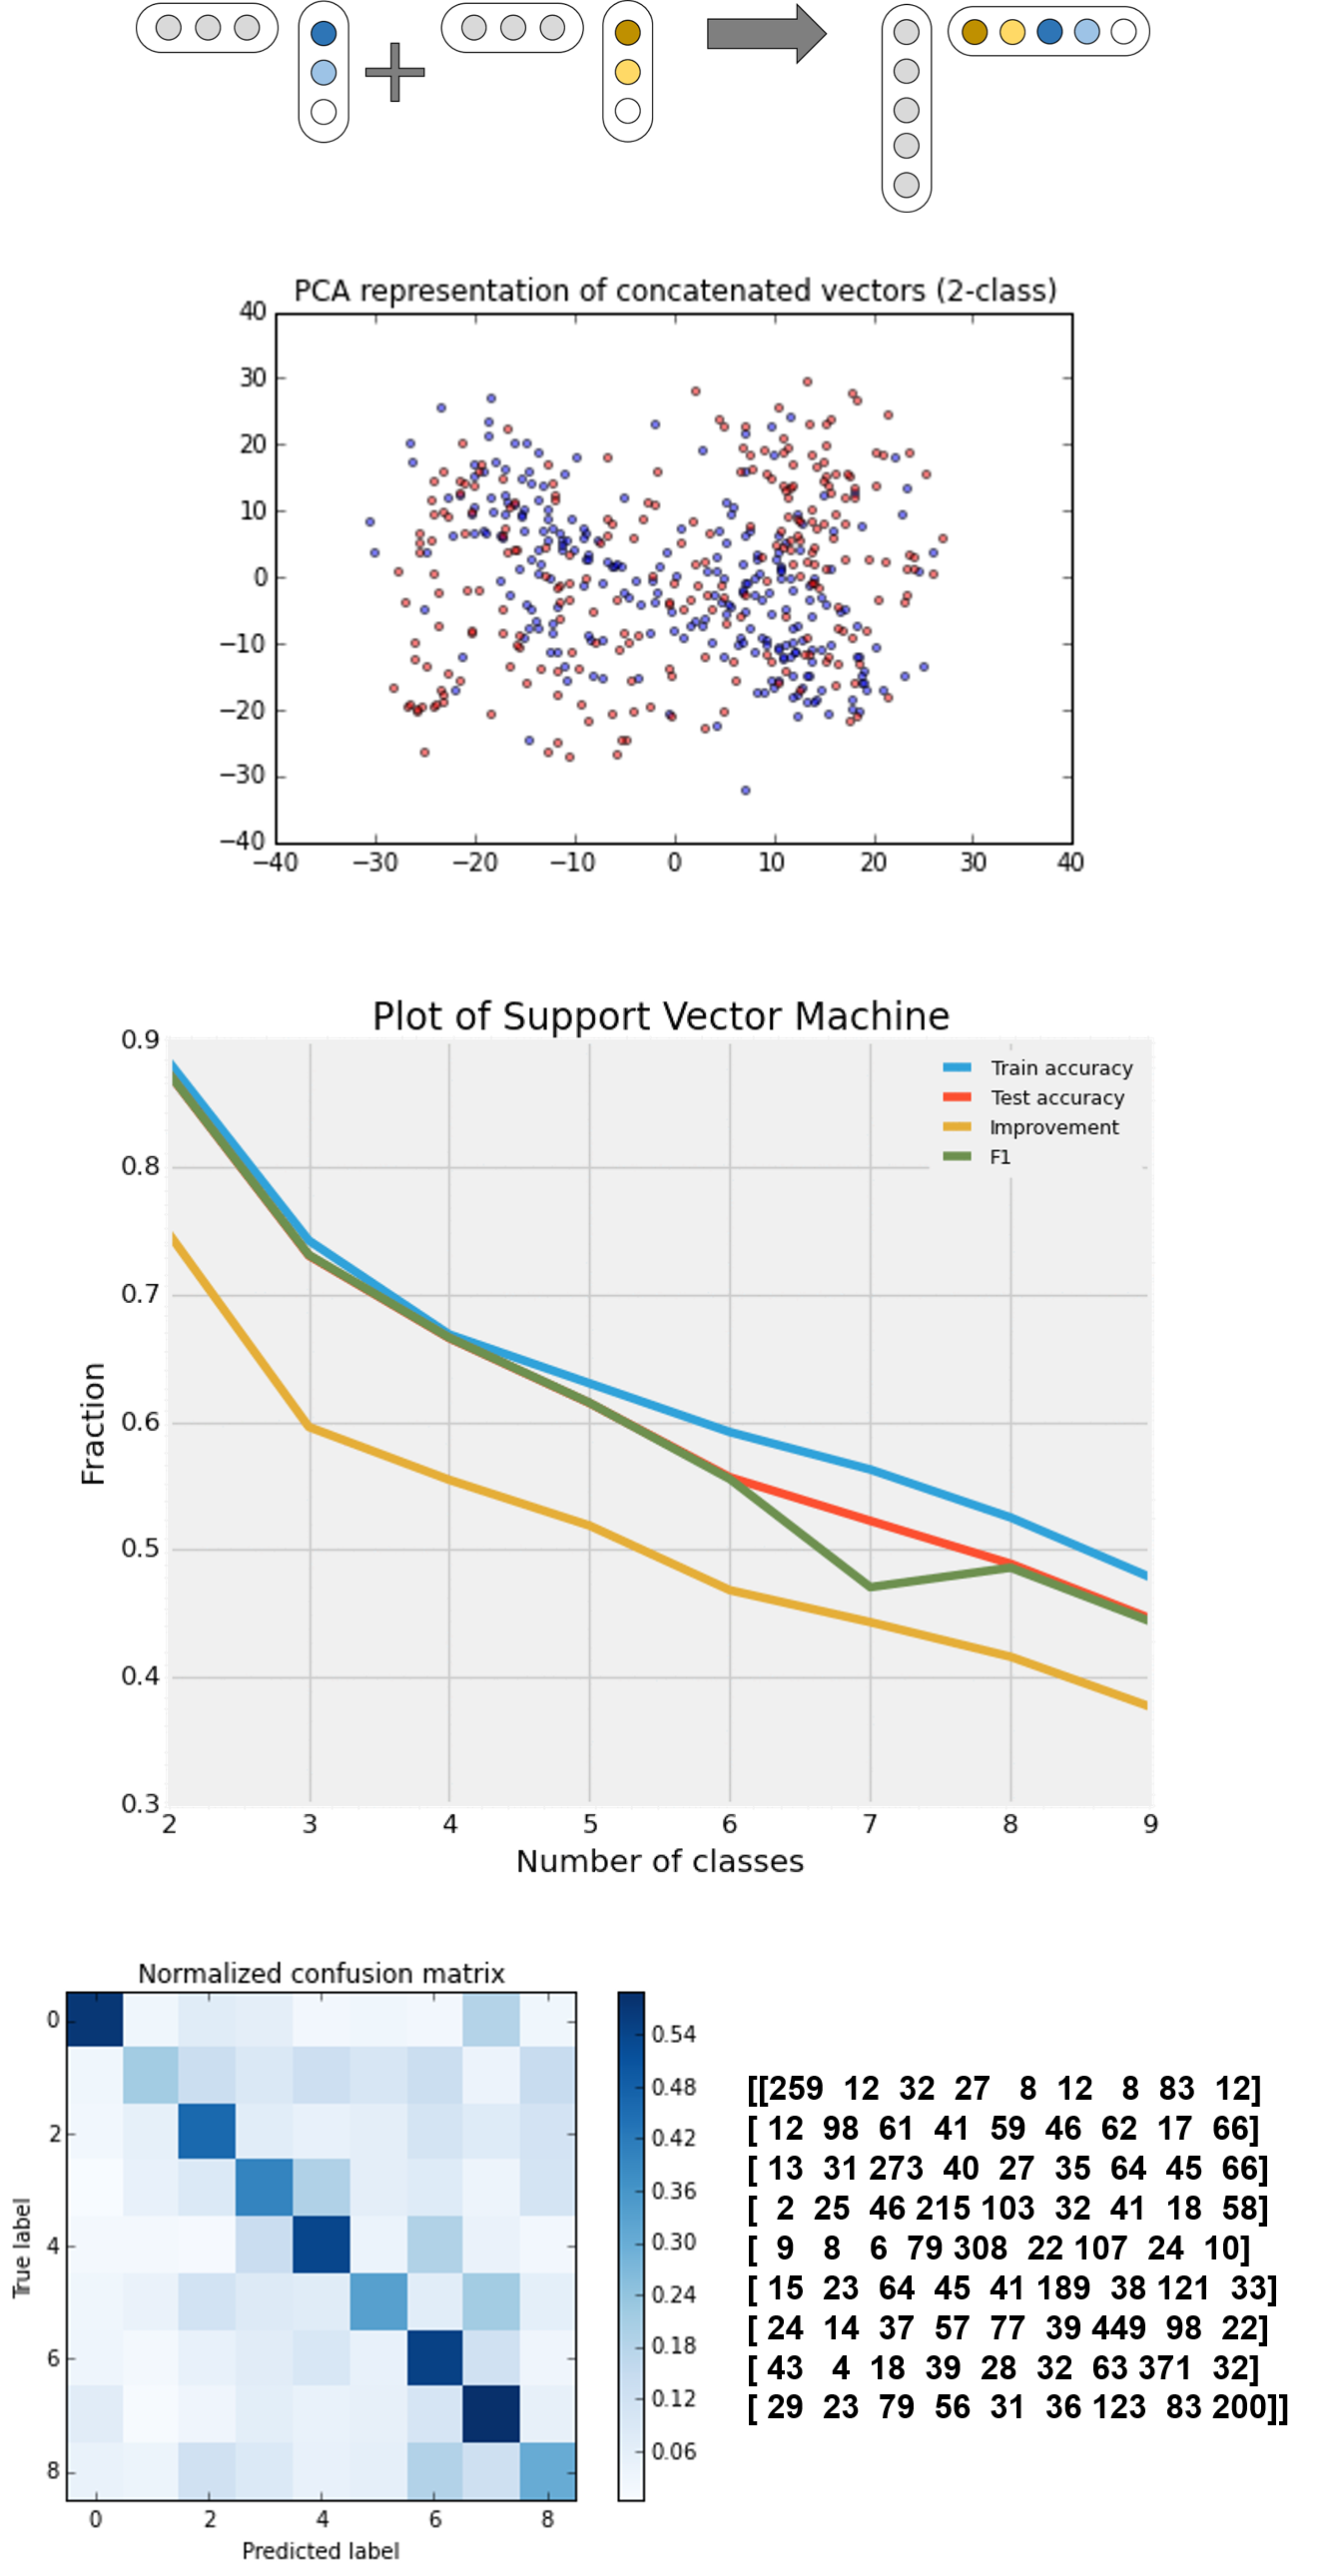 PCA representation of concatenated vectors (2-class)
40
30
20
10
0
−10
−20
−30
−40
−40 −30 −20 −10 0 10 20 30 40
Plot of Support Vector Machine
Train accuracy
Test accuracy
Improvement
F1
0.9
0.8
0.7
0.6
0.5
0.4
0.3
Fraction
2 3 4 5 6 7 8 9
Number of classes
Normalized confusion matrix
0
2
4
6
8
True label
0 2 4 6 8
Predicted label
0.54
0.48
0.42
0.36
0.30
0.24
0.18
0.12
0.06
[[259 12 32 27 8 12 8 83 12]
[ 12 98 61 41 59 46 62 17 66]
[ 13 31 273 40 27 35 64 45 66]
[ 2 25 46 215 103 32 41 18 58]
[ 9 8 6 79 308 22 107 24 10]
[ 15 23 64 45 41 189 38 121 33]
[ 24 14 37 57 77 39 449 98 22]
[ 43 4 18 39 28 32 63 371 32]
[ 29 23 79 56 31 36 123 83 200]]